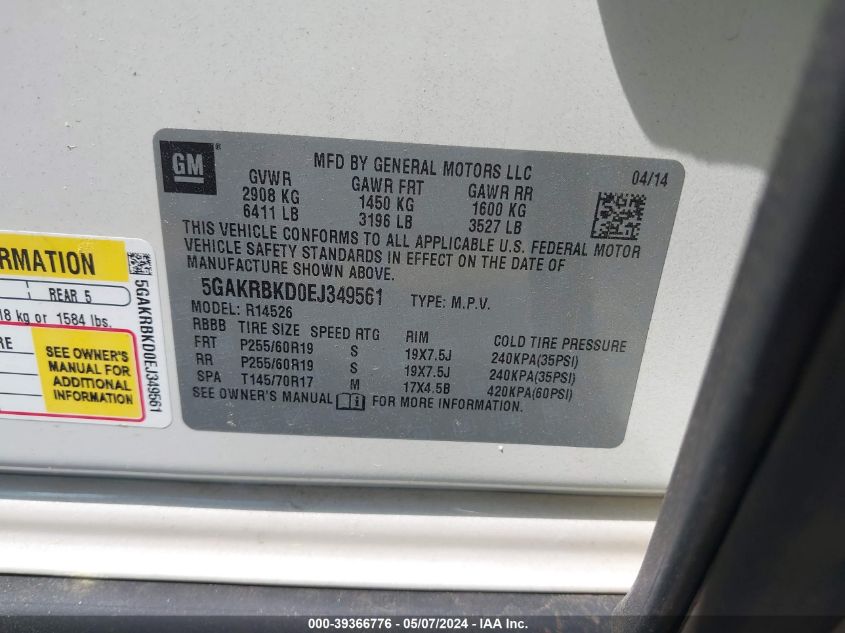 GM ®
MFD BY GENERAL MOTORS LLC
04/14
GVWR GAWR FRT GAWR RR
2908 KG 1450 KG 1600 KG
6411 LB 3196 LB 3527 LB
THIS VEHICLE CONFORMS TO ALL APPLICABLE U.S. FEDERAL MOTOR
VEHICLE SAFETY STANDARDS IN EFFECT ON THE DATE OF
MANUFACTURE SHOWN ABOVE.
5GAKRBKD0EJ349561 TYPE: M.P.V.
MODEL: R14526
RBBB TIRE SIZE SPEED RTG RIM COLD TIRE PRESSURE
FRT P255/60R19 S 19X7.5J 240KPA(35PSI)
RR P255/60R19 S 19X7.5J 240KPA(35PSI)
SPA T145/70R17 M 17X4.5B 420KPA(60PSI)
SEE OWNER'S MANUAL i FOR MORE INFORMATION.
RMATION
REAR 5
18 kg or 1584 lbs.
RE
SEE OWNER'S
MANUAL FOR
ADDITIONAL
INFORMATION
5GAKRBKD0EJ349561
000-39366776 - 05/07/2024 - IAA Inc.